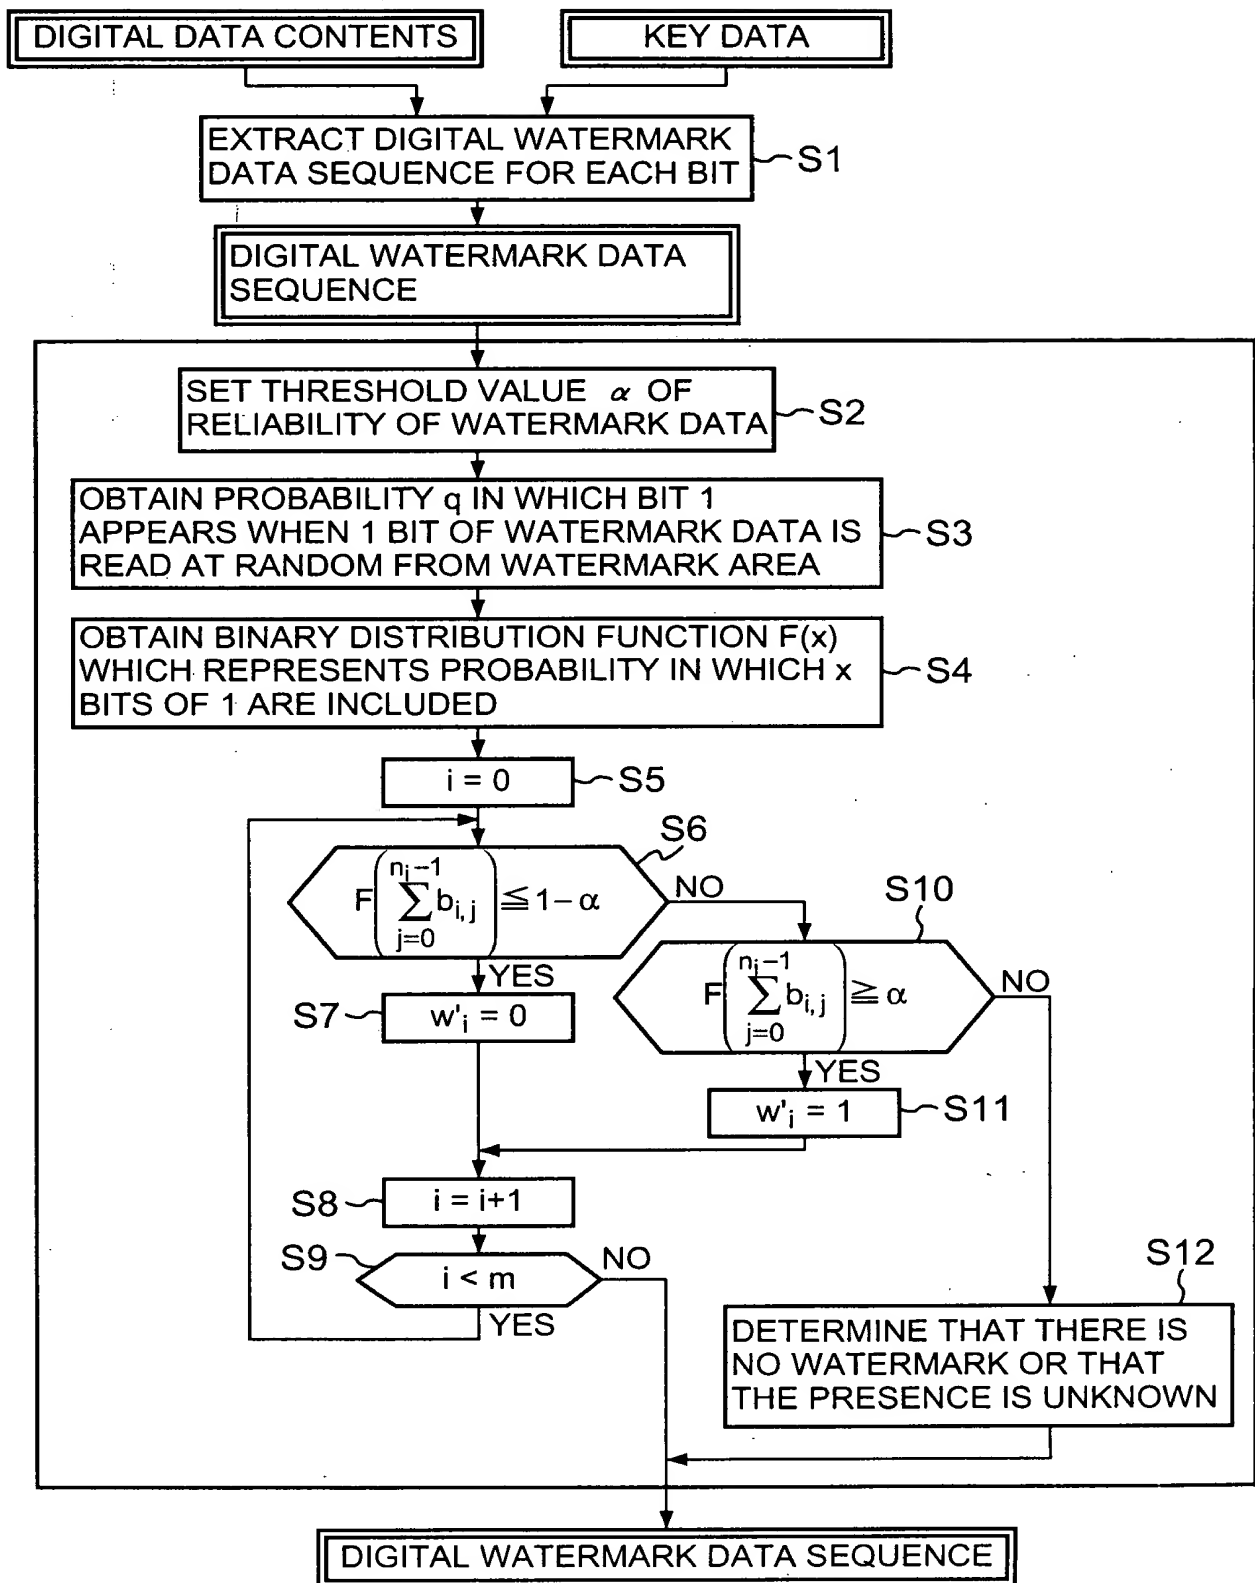 DIGITAL DATA CONTENTS
KEY DATA
EXTRACT DIGITAL WATERMARK
DATA SEQUENCE FOR EACH BIT
S1
DIGITAL WATERMARK DATA
SEQUENCE
SET THRESHOLD VALUE α OF
RELIABILITY OF WATERMARK DATA
S2
OBTAIN PROBABILITY q IN WHICH BIT 1
APPEARS WHEN 1 BIT OF WATERMARK DATA IS
READ AT RANDOM FROM WATERMARK AREA
S3
OBTAIN BINARY DISTRIBUTION FUNCTION F(x)
WHICH REPRESENTS PROBABILITY IN WHICH x
BITS OF 1 ARE INCLUDED
S4
i = 0
S5
S6
F(∑_{j=0}^{n_i−1} b_{i,j}) ≦ 1−α
NO
YES
S10
F(∑_{j=0}^{n_i−1} b_{i,j}) ≧ α
NO
YES
S7
w'_i = 0
w'_i = 1
S11
S8
i = i+1
S9
i < m
NO
YES
S12
DETERMINE THAT THERE IS
NO WATERMARK OR THAT
THE PRESENCE IS UNKNOWN
DIGITAL WATERMARK DATA SEQUENCE